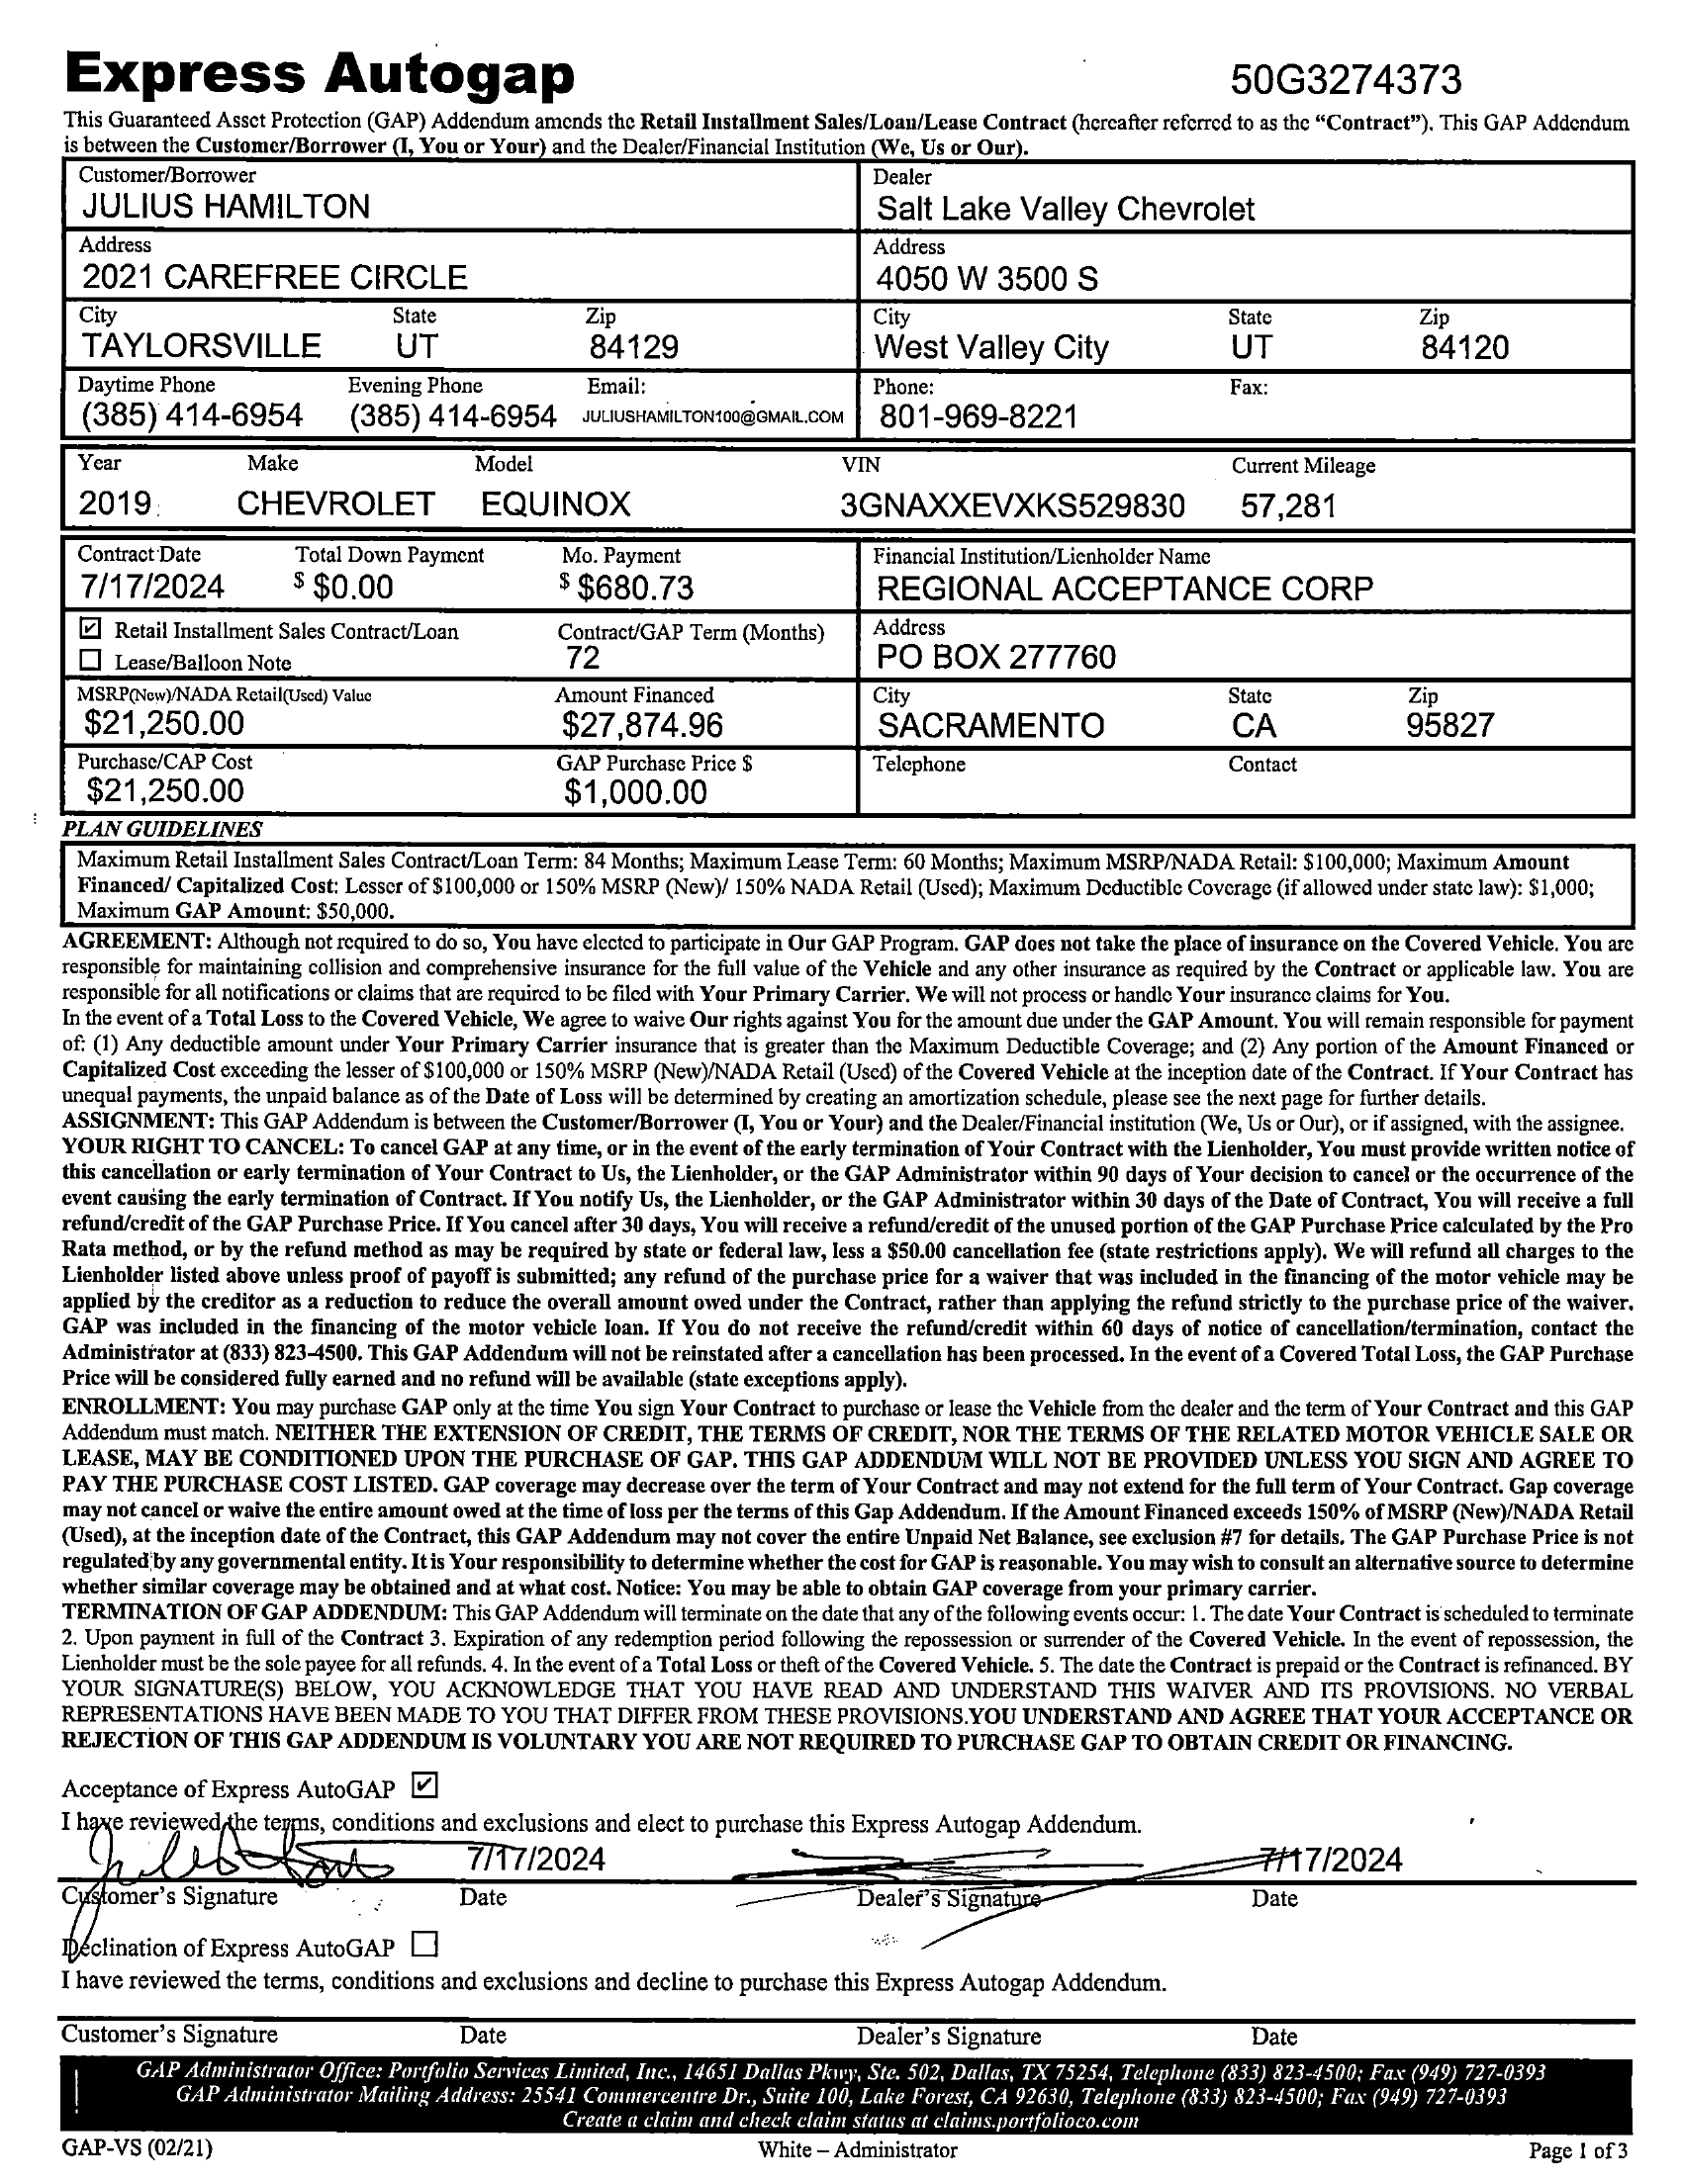 Express Autogap 50G3274373
This Guaranteed Asset Protection (GAP) Addendum amends the Retail Installment Sales/Loan/Lease Contract (hereafter referred to as the “Contract”). This GAP Addendum
is between the Customer/Borrower (I, You or Your) and the Dealer/Financial Institution (We, Us or Our).
Customer/Borrower Dealer
JULIUS HAMILTON Salt Lake Valley Chevrolet
Address Address
2021 CAREFREE CIRCLE 4050 W 3500 S
City State Zip City State Zip
TAYLORSVILLE UT 84129 West Valley City UT 84120
Daytime Phone Evening Phone Email: Phone: Fax:
(385) 414-6954 (385) 414-6954 JULIUSHAMILTON100@GMAIL.COM 801-969-8221
Year Make Model VIN Current Mileage
2019 CHEVROLET EQUINOX 3GNAXXEVXKS529830 57,281
Contract Date Total Down Payment Mo. Payment Financial Institution/Lienholder Name
7/17/2024 $ $0.00 $ $680.73 REGIONAL ACCEPTANCE CORP
Retail Installment Sales Contract/Loan Contract/GAP Term (Months) Address
Lease/Balloon Note 72 PO BOX 277760
MSRP(New)/NADA Retail(Used) Value Amount Financed City State Zip
$21,250.00 $27,874.96 SACRAMENTO CA 95827
Purchase/CAP Cost GAP Purchase Price $ Telephone Contact
$21,250.00 $1,000.00
PLAN GUIDELINES
Maximum Retail Installment Sales Contract/Loan Term: 84 Months; Maximum Lease Term: 60 Months; Maximum MSRP/NADA Retail: $100,000; Maximum Amount
Financed/ Capitalized Cost: Lesser of $100,000 or 150% MSRP (New)/ 150% NADA Retail (Used); Maximum Deductible Coverage (if allowed under state law): $1,000;
Maximum GAP Amount: $50,000.
AGREEMENT: Although not required to do so, You have elected to participate in Our GAP Program. GAP does not take the place of insurance on the Covered Vehicle. You are
responsible for maintaining collision and comprehensive insurance for the full value of the Vehicle and any other insurance as required by the Contract or applicable law. You are
responsible for all notifications or claims that are required to be filed with Your Primary Carrier. We will not process or handle Your insurance claims for You.
In the event of a Total Loss to the Covered Vehicle, We agree to waive Our rights against You for the amount due under the GAP Amount. You will remain responsible for payment
of: (1) Any deductible amount under Your Primary Carrier insurance that is greater than the Maximum Deductible Coverage; and (2) Any portion of the Amount Financed or
Capitalized Cost exceeding the lesser of $100,000 or 150% MSRP (New)/NADA Retail (Used) of the Covered Vehicle at the inception date of the Contract. If Your Contract has
unequal payments, the unpaid balance as of the Date of Loss will be determined by creating an amortization schedule, please see the next page for further details.
ASSIGNMENT: This GAP Addendum is between the Customer/Borrower (I, You or Your) and the Dealer/Financial institution (We, Us or Our), or if assigned, with the assignee.
YOUR RIGHT TO CANCEL: To cancel GAP at any time, or in the event of the early termination of Your Contract with the Lienholder, You must provide written notice of
this cancellation or early termination of Your Contract to Us, the Lienholder, or the GAP Administrator within 90 days of Your decision to cancel or the occurrence of the
event causing the early termination of Contract. If You notify Us, the Lienholder, or the GAP Administrator within 30 days of the Date of Contract, You will receive a full
refund/credit of the GAP Purchase Price. If You cancel after 30 days, You will receive a refund/credit of the unused portion of the GAP Purchase Price calculated by the Pro
Rata method, or by the refund method as may be required by state or federal law, less a $50.00 cancellation fee (state restrictions apply). We will refund all charges to the
Lienholder listed above unless proof of payoff is submitted; any refund of the purchase price for a waiver that was included in the financing of the motor vehicle may be
applied by the creditor as a reduction to reduce the overall amount owed under the Contract, rather than applying the refund strictly to the purchase price of the waiver.
GAP was included in the financing of the motor vehicle loan. If You do not receive the refund/credit within 60 days of notice of cancellation/termination, contact the
Administrator at (833) 823-4500. This GAP Addendum will not be reinstated after a cancellation has been processed. In the event of a Covered Total Loss, the GAP Purchase
Price will be considered fully earned and no refund will be available (state exceptions apply).
ENROLLMENT: You may purchase GAP only at the time You sign Your Contract to purchase or lease the Vehicle from the dealer and the term of Your Contract and this GAP
Addendum must match. NEITHER THE EXTENSION OF CREDIT, THE TERMS OF CREDIT, NOR THE TERMS OF THE RELATED MOTOR VEHICLE SALE OR
LEASE, MAY BE CONDITIONED UPON THE PURCHASE OF GAP. THIS GAP ADDENDUM WILL NOT BE PROVIDED UNLESS YOU SIGN AND AGREE TO
PAY THE PURCHASE COST LISTED. GAP coverage may decrease over the term of Your Contract and may not extend for the full term of Your Contract. Gap coverage
may not cancel or waive the entire amount owed at the time of loss per the terms of this Gap Addendum. If the Amount Financed exceeds 150% of MSRP (New)/NADA Retail
(Used), at the inception date of the Contract, this GAP Addendum may not cover the entire Unpaid Net Balance, see exclusion #7 for details. The GAP Purchase Price is not
regulated by any governmental entity. It is Your responsibility to determine whether the cost for GAP is reasonable. You may wish to consult an alternative source to determine
whether similar coverage may be obtained and at what cost. Notice: You may be able to obtain GAP coverage from your primary carrier.
TERMINATION OF GAP ADDENDUM: This GAP Addendum will terminate on the date that any of the following events occur: 1. The date Your Contract is scheduled to terminate
2. Upon payment in full of the Contract 3. Expiration of any redemption period following the repossession or surrender of the Covered Vehicle. In the event of repossession, the
Lienholder must be the sole payee for all refunds. 4. In the event of a Total Loss or theft of the Covered Vehicle. 5. The date the Contract is prepaid or the Contract is refinanced. BY
YOUR SIGNATURE(S) BELOW, YOU ACKNOWLEDGE THAT YOU HAVE READ AND UNDERSTAND THIS WAIVER AND ITS PROVISIONS. NO VERBAL
REPRESENTATIONS HAVE BEEN MADE TO YOU THAT DIFFER FROM THESE PROVISIONS.YOU UNDERSTAND AND AGREE THAT YOUR ACCEPTANCE OR
REJECTION OF THIS GAP ADDENDUM IS VOLUNTARY YOU ARE NOT REQUIRED TO PURCHASE GAP TO OBTAIN CREDIT OR FINANCING.
Acceptance of Express AutoGAP
I have reviewed the terms, conditions and exclusions and elect to purchase this Express Autogap Addendum.
7/17/2024 7/17/2024
Customer's Signature Date Dealer's Signature Date
Declination of Express AutoGAP
I have reviewed the terms, conditions and exclusions and decline to purchase this Express Autogap Addendum.
Customer's Signature Date Dealer's Signature Date
GAP Administrator Office: Portfolio Services Limited, Inc., 14651 Dallas Pkwy, Ste. 502, Dallas, TX 75254, Telephone (833) 823-4500; Fax (949) 727-0393
GAP Administrator Mailing Address: 25541 Commercentre Dr., Suite 100, Lake Forest, CA 92630, Telephone (833) 823-4500; Fax (949) 727-0393
Create a claim and check claim status at claims.portfolioco.com
GAP-VS (02/21) White – Administrator Page 1 of 3